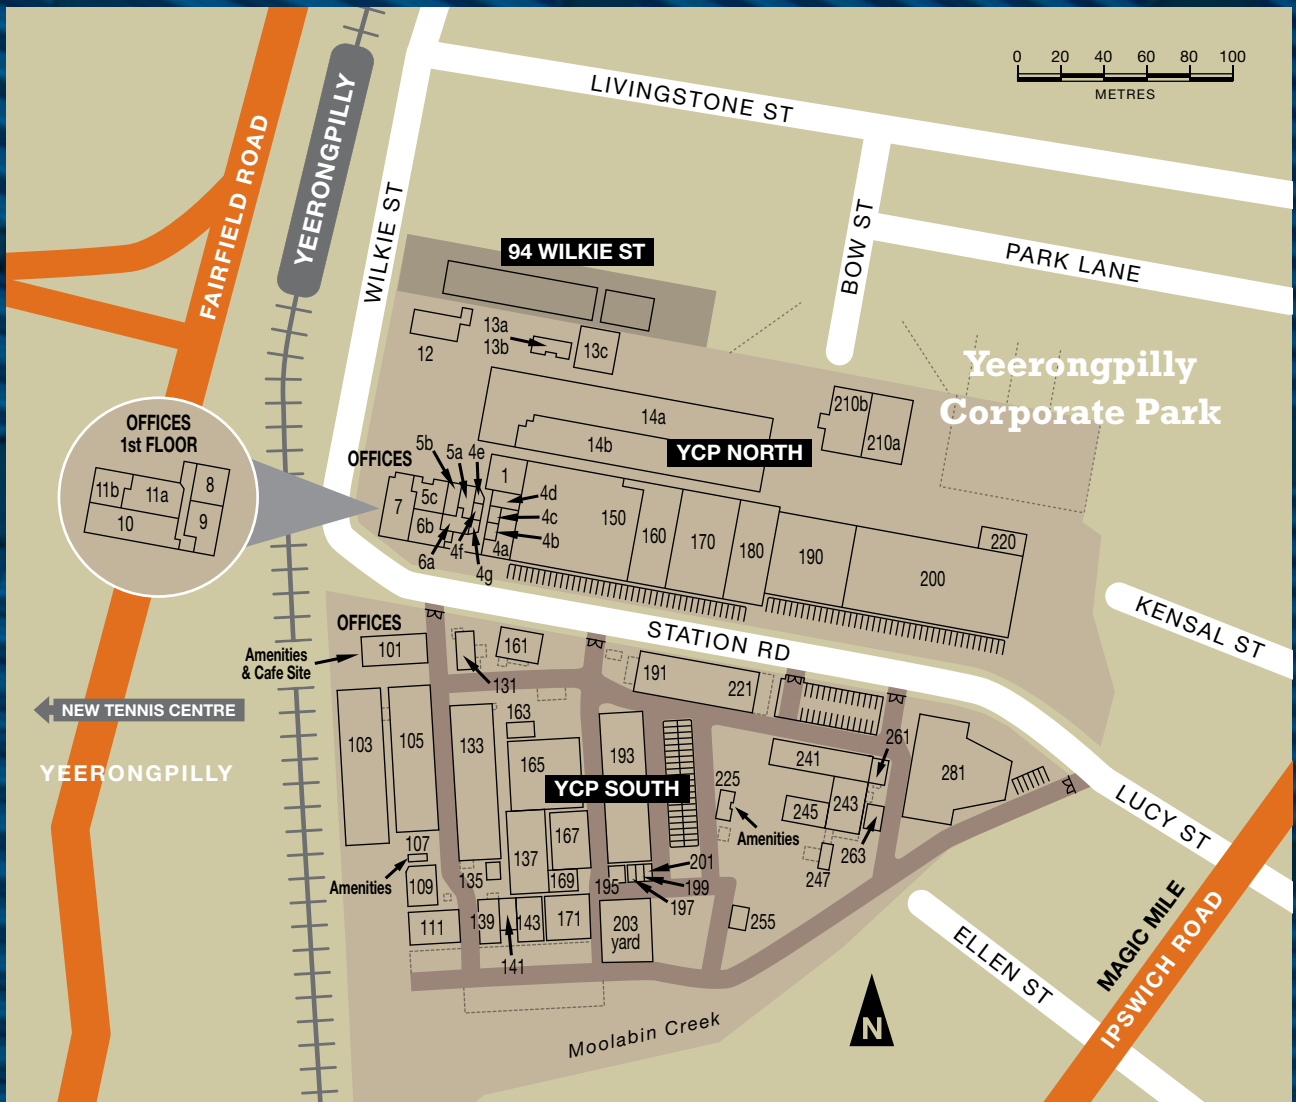 0 20 40 60 80 100
METRES
LIVINGSTONE ST
YEERONGPILLY
FAIRFIELD ROAD
WILKIE ST
BOW ST
PARK LANE
94 WILKIE ST
13a
13b
13c
12
Yeerongpilly
Corporate Park
14a
14b
YCP NORTH
210b
210a
OFFICES
1st FLOOR
11b
11a
10
8
9
OFFICES
5b
5a
4e
7
5c
6b
6a
4f
4g
1
4d
4c
4b
4a
150
160
170
180
190
200
220
STATION RD
KENSAL ST
OFFICES
101
Amenities
& Cafe Site
131
161
191
221
NEW TENNIS CENTRE
YEERONGPILLY
103
105
133
163
165
193
YCP SOUTH
225
Amenities
241
261
243
245
263
247
281
107
Amenities
109
111
135
137
167
169
139
141
143
171
195
201
199
197
203
yard
255
LUCY ST
MAGIC MILE
IPSWICH ROAD
ELLEN ST
N
Moolabin Creek